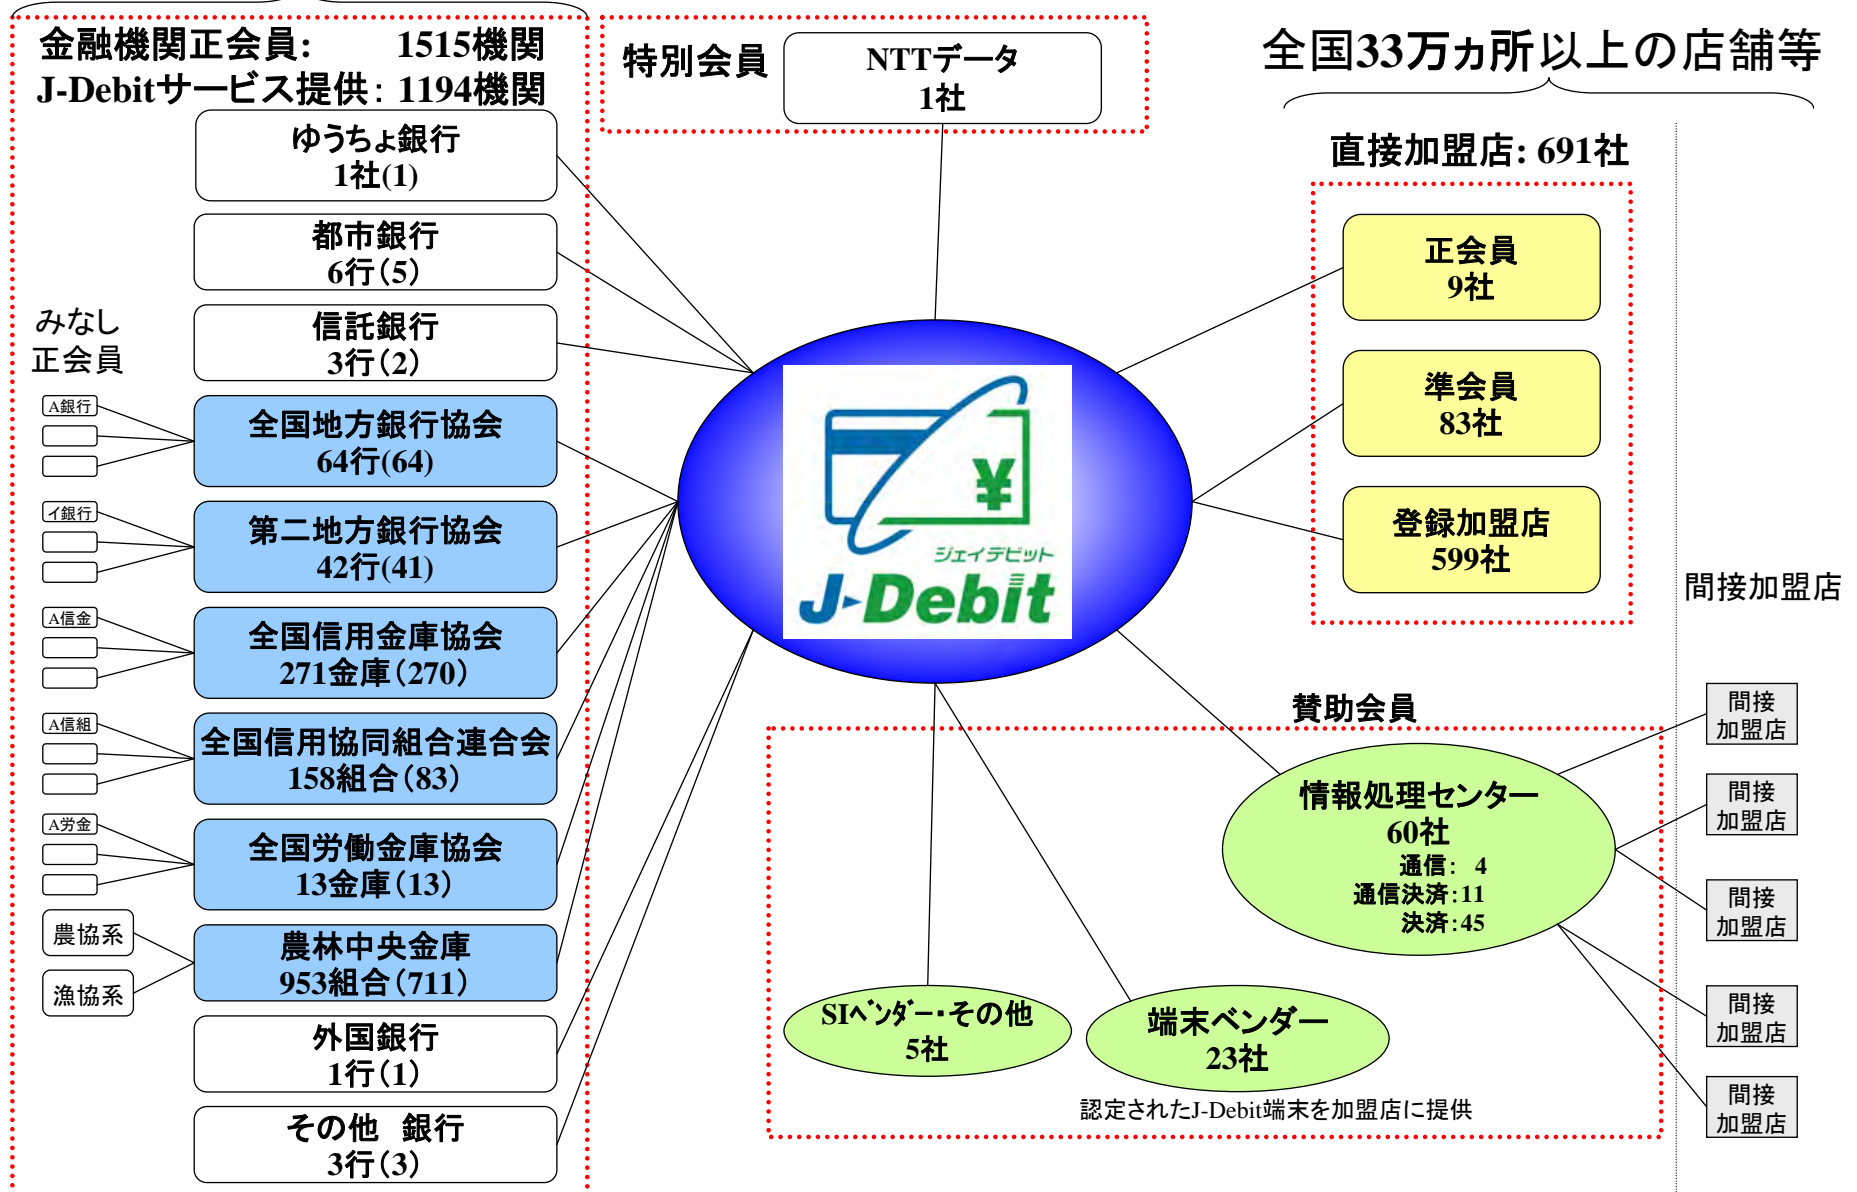 金融機関正会員: 1515機関
J-Debitサービス提供: 1194機関
ゆうちょ銀行
1社(1)
都市銀行
6行(5)
信託銀行
3行(2)
みなし
正会員
A銀行
全国地方銀行協会
64行(64)
イ銀行
第二地方銀行協会
42行(41)
A信金
全国信用金庫協会
271金庫(270)
A信組
全国信用協同組合連合会
158組合(83)
A労金
全国労働金庫協会
13金庫(13)
農協系
漁協系
農林中央金庫
953組合(711)
外国銀行
1行(1)
その他 銀行
3行(3)
特別会員
NTTデータ
1社
¥
ジェイデビット
J-Debit
全国33万ヵ所以上の店舗等
直接加盟店: 691社
正会員
9社
準会員
83社
登録加盟店
599社
間接加盟店
賛助会員
情報処理センター
60社
通信: 4
通信決済:11
決済:45
SIベンダー・その他
5社
端末ベンダー
23社
認定されたJ-Debit端末を加盟店に提供
間接
加盟店
間接
加盟店
間接
加盟店
間接
加盟店
間接
加盟店